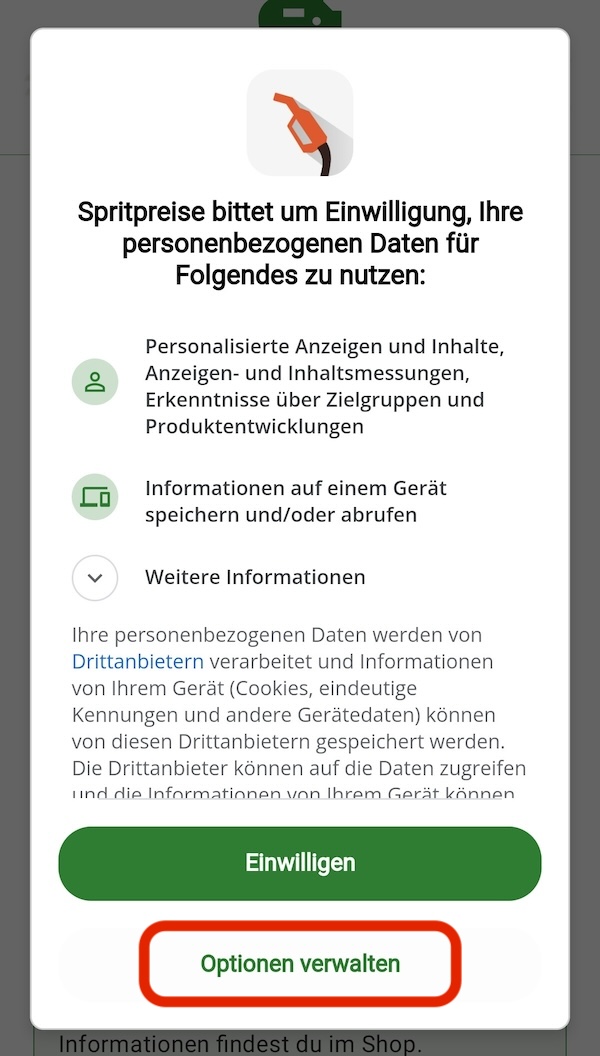 Spritpreise bittet um Einwilligung, Ihre
personenbezogenen Daten für
Folgendes zu nutzen:
Personalisierte Anzeigen und Inhalte,
Anzeigen- und Inhaltsmessungen,
Erkenntnisse über Zielgruppen und
Produktentwicklungen
Informationen auf einem Gerät
speichern und/oder abrufen
Weitere Informationen
Ihre personenbezogenen Daten werden von
Drittanbietern verarbeitet und Informationen
von Ihrem Gerät (Cookies, eindeutige
Kennungen und andere Gerätedaten) können
von diesen Drittanbietern gespeichert werden.
Die Drittanbieter können auf die Daten zugreifen
und die Informationen von Ihrem Gerät können
Einwilligen
Optionen verwalten
Informationen findest du im Shop.